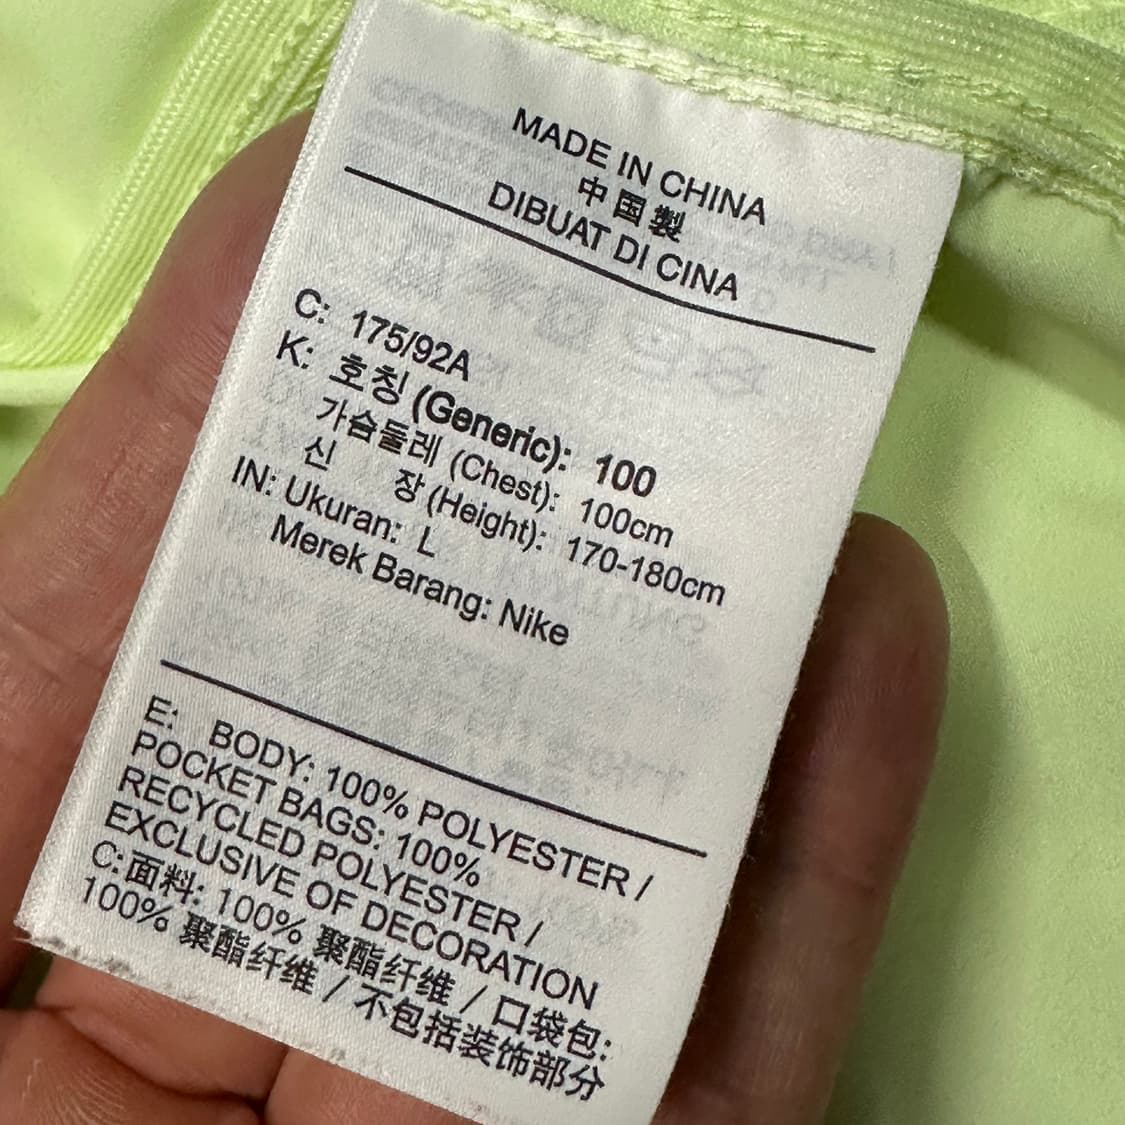 MADE IN CHINA
中国製
DIBUAT DI CINA
C: 175/92A
K: 호칭 (Generic): 100
가슴둘레 (Chest): 100cm
신 장 (Height): 170-180cm
IN: Ukuran: L
Merek Barang: Nike
E: BODY: 100% POLYESTER /
POCKET BAGS: 100%
RECYCLED POLYESTER /
EXCLUSIVE OF DECORATION
C:面料: 100% 聚酯纤维 / 口袋包:
100% 聚酯纤维 / 不包括装饰部分